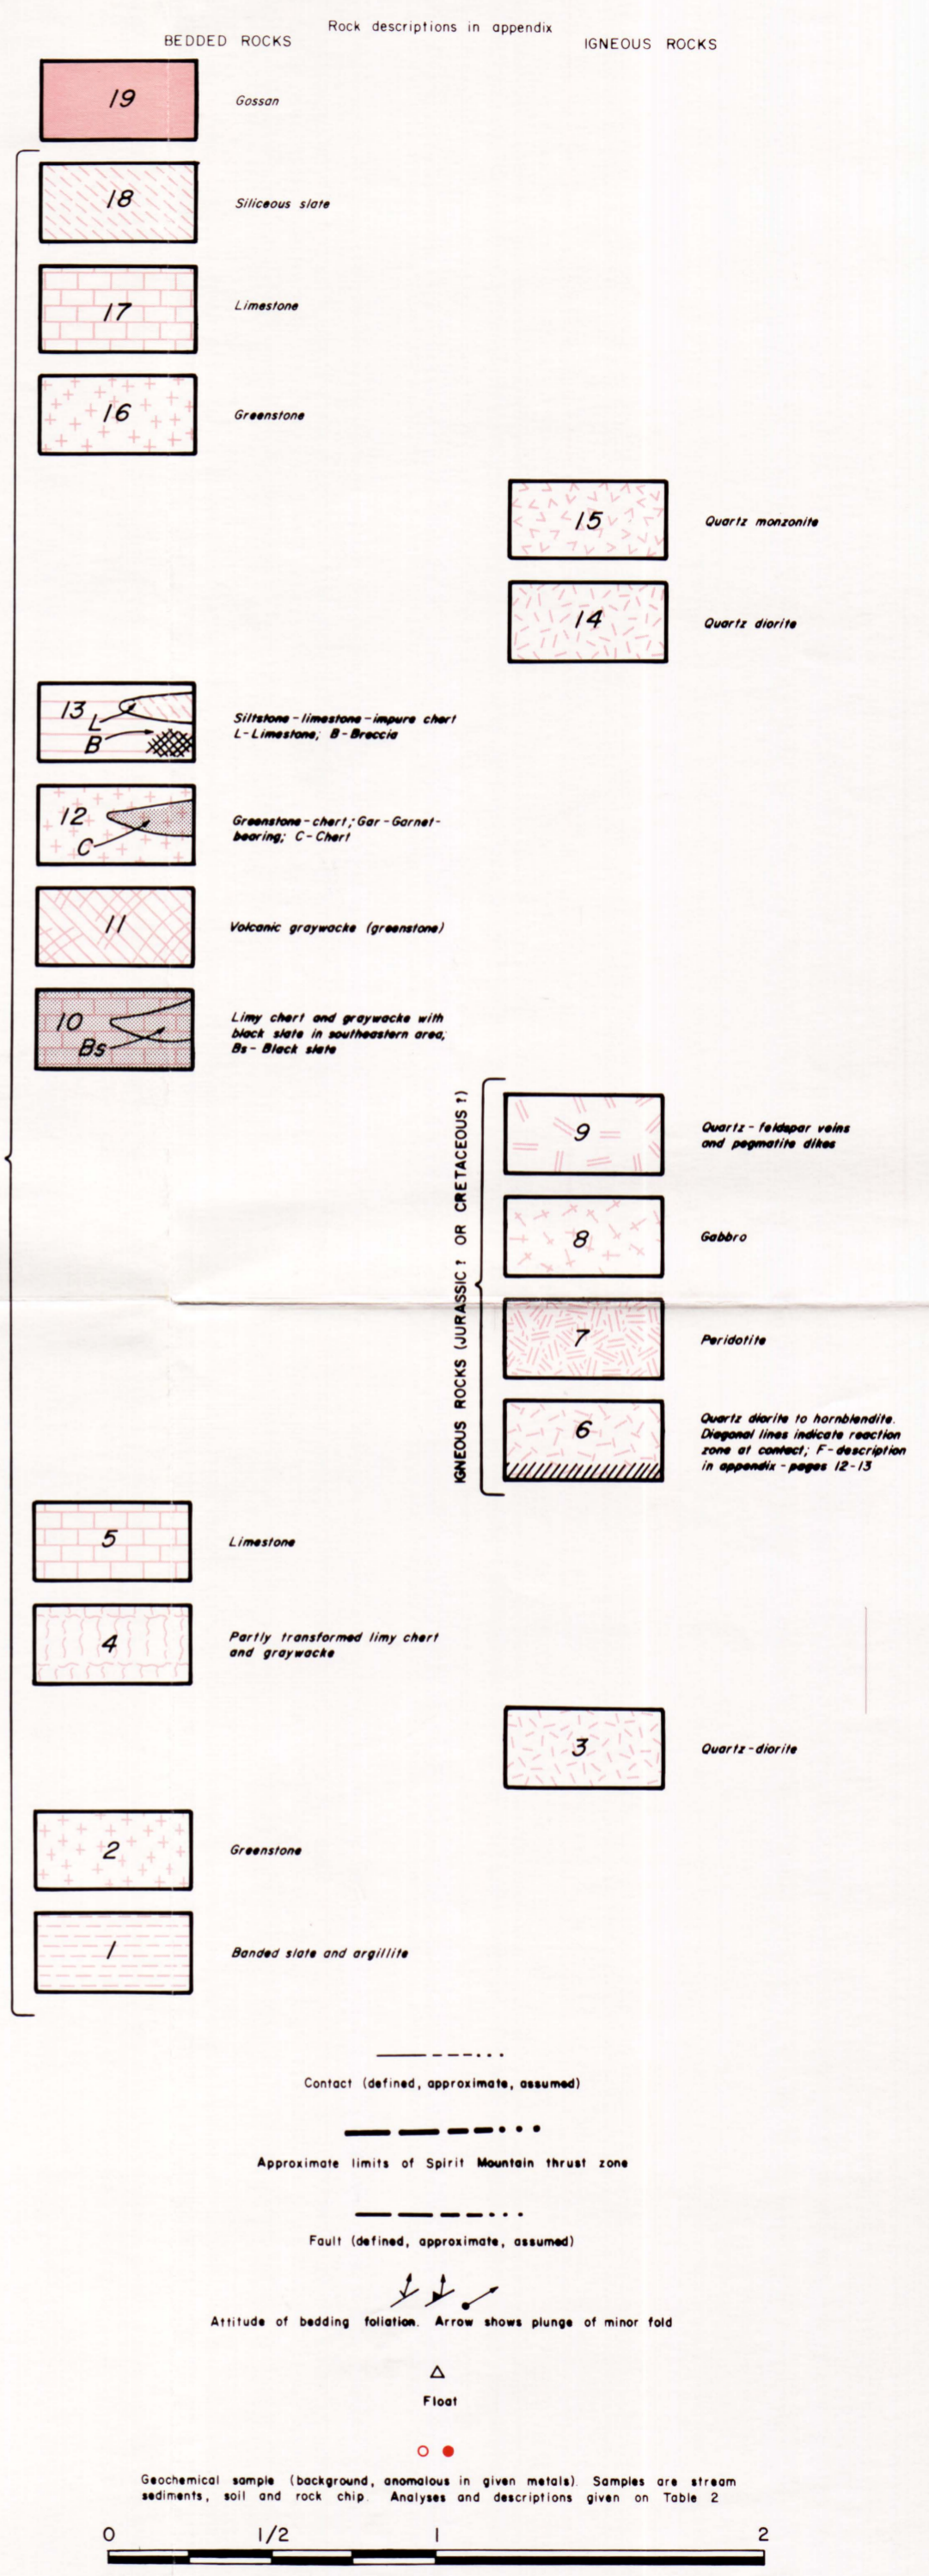 Rock descriptions in appendix
BEDDED ROCKS
IGNEOUS ROCKS
19
Gossan
18
Siliceous slate
17
Limestone
16
Greenstone
15
Quartz monzonite
14
Quartz diorite
13
L
B
Siltstone-limestone-impure chert
L-Limestone; B-Breccia
12
C
Greenstone-chert; Gar-Garnet-
bearing; C-Chert
11
Volcanic graywacke (greenstone)
10
Bs
Limy chert and graywacke with
black slate in southeastern area;
Bs-Black slate
IGNEOUS ROCKS (JURASSIC? OR CRETACEOUS?)
9
Quartz-feldspar veins
and pegmatite dikes
8
Gabbro
7
Peridotite
6
Quartz diorite to hornblendite.
Diagonal lines indicate reaction
zone at contact; F-description
in appendix-pages 12-13
5
Limestone
4
Partly transformed limy chert
and graywacke
3
Quartz-diorite
2
Greenstone
1
Banded slate and argillite
Contact (defined, approximate, assumed)
Approximate limits of Spirit Mountain thrust zone
Fault (defined, approximate, assumed)
Attitude of bedding foliation. Arrow shows plunge of minor fold
Float
Geochemical sample (background, anomalous in given metals). Samples are stream
sediments, soil and rock chip. Analyses and descriptions given on Table 2
0 1/2 1 2